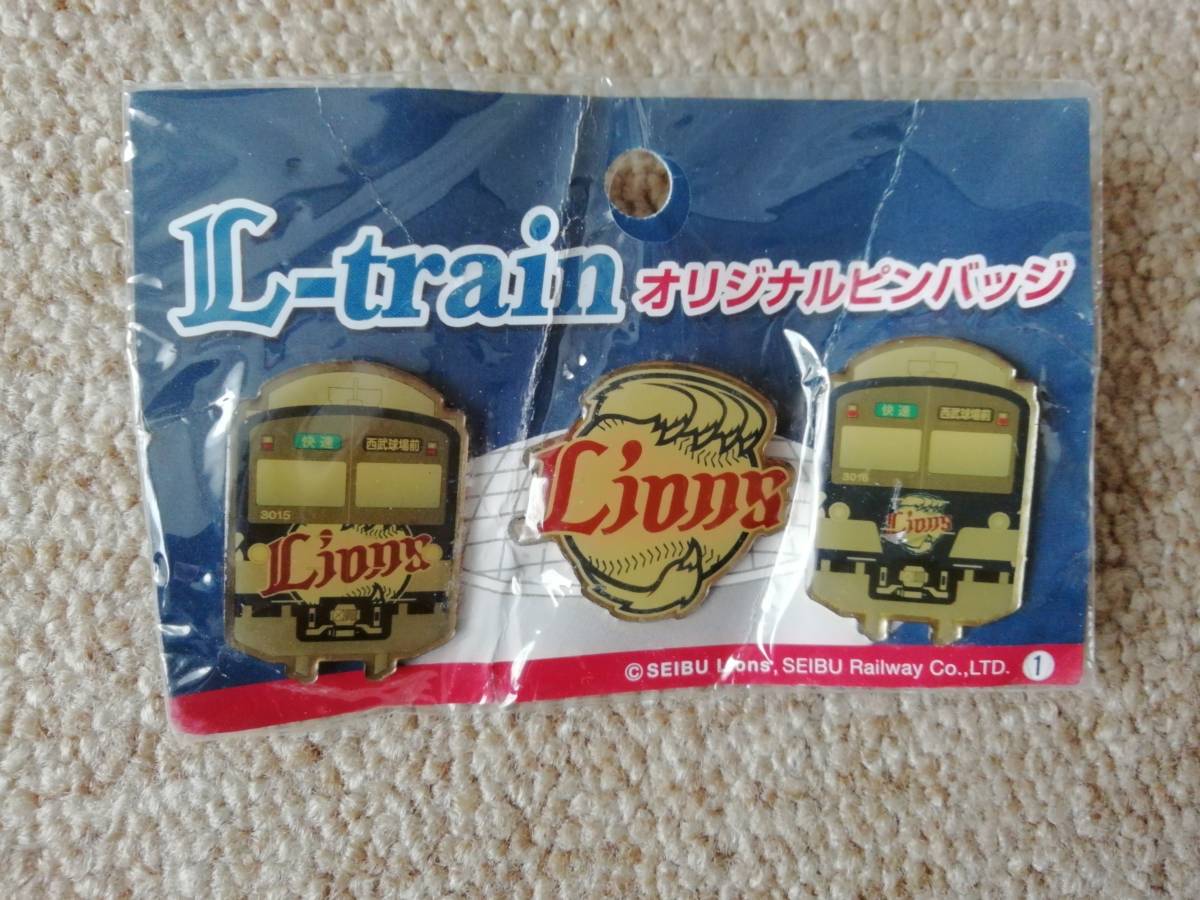 L-train オリジナルピンバッジ
快速 西武球場前
3015
Lions
Lions
快速 西武球場前
3016
Lions
©SEIBU Lions, SEIBU Railway Co.,LTD. 1